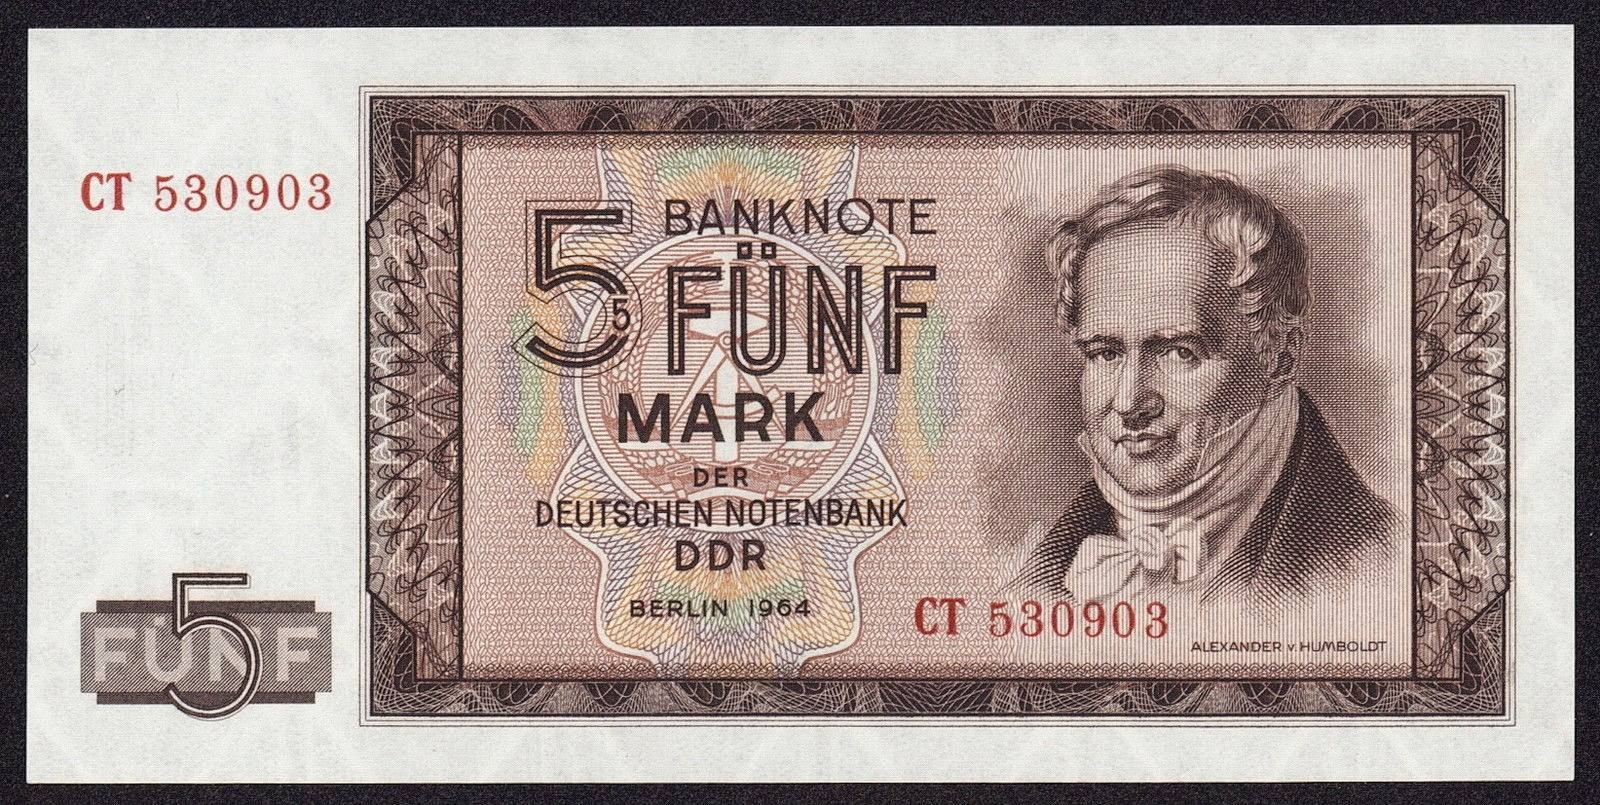 CT 530903
BANKNOTE
5
5
FÜNF
MARK
DER
DEUTSCHEN NOTENBANK
DDR
BERLIN 1964
CT 530903
ALEXANDER v. HUMBOLDT
FÜNF
5